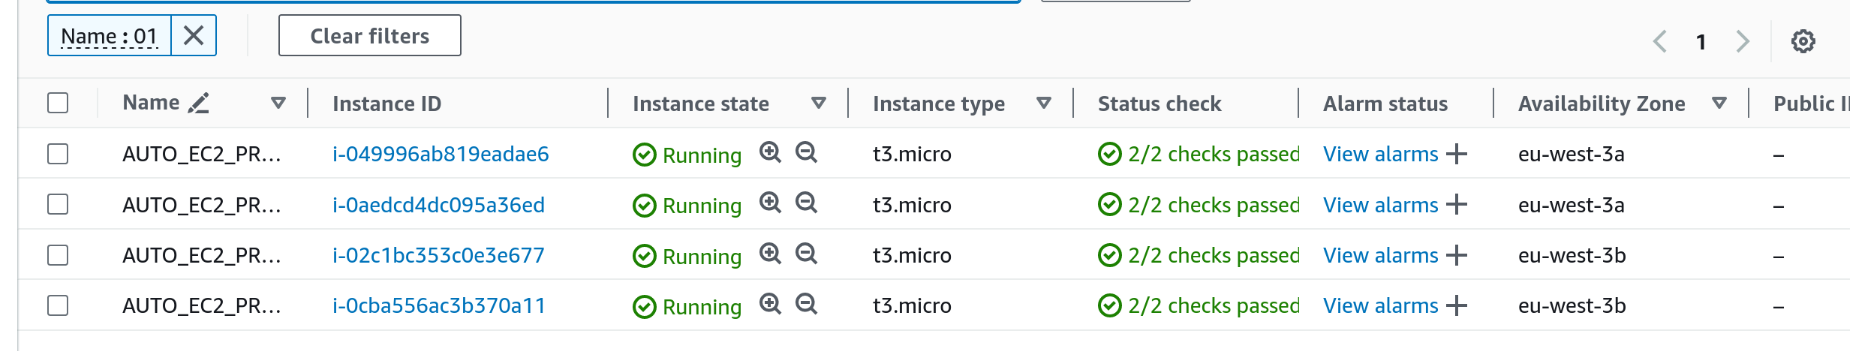 Name : 01 Clear filters 1
Name Instance ID Instance state Instance type Status check Alarm status Availability Zone Public
AUTO_EC2_PR... i-049996ab819eadae6 Running t3.micro 2/2 checks passed View alarms + eu-west-3a –
AUTO_EC2_PR... i-0aedcd4dc095a36ed Running t3.micro 2/2 checks passed View alarms + eu-west-3a –
AUTO_EC2_PR... i-02c1bc353c0e3e677 Running t3.micro 2/2 checks passed View alarms + eu-west-3b –
AUTO_EC2_PR... i-0cba556ac3b370a11 Running t3.micro 2/2 checks passed View alarms + eu-west-3b –